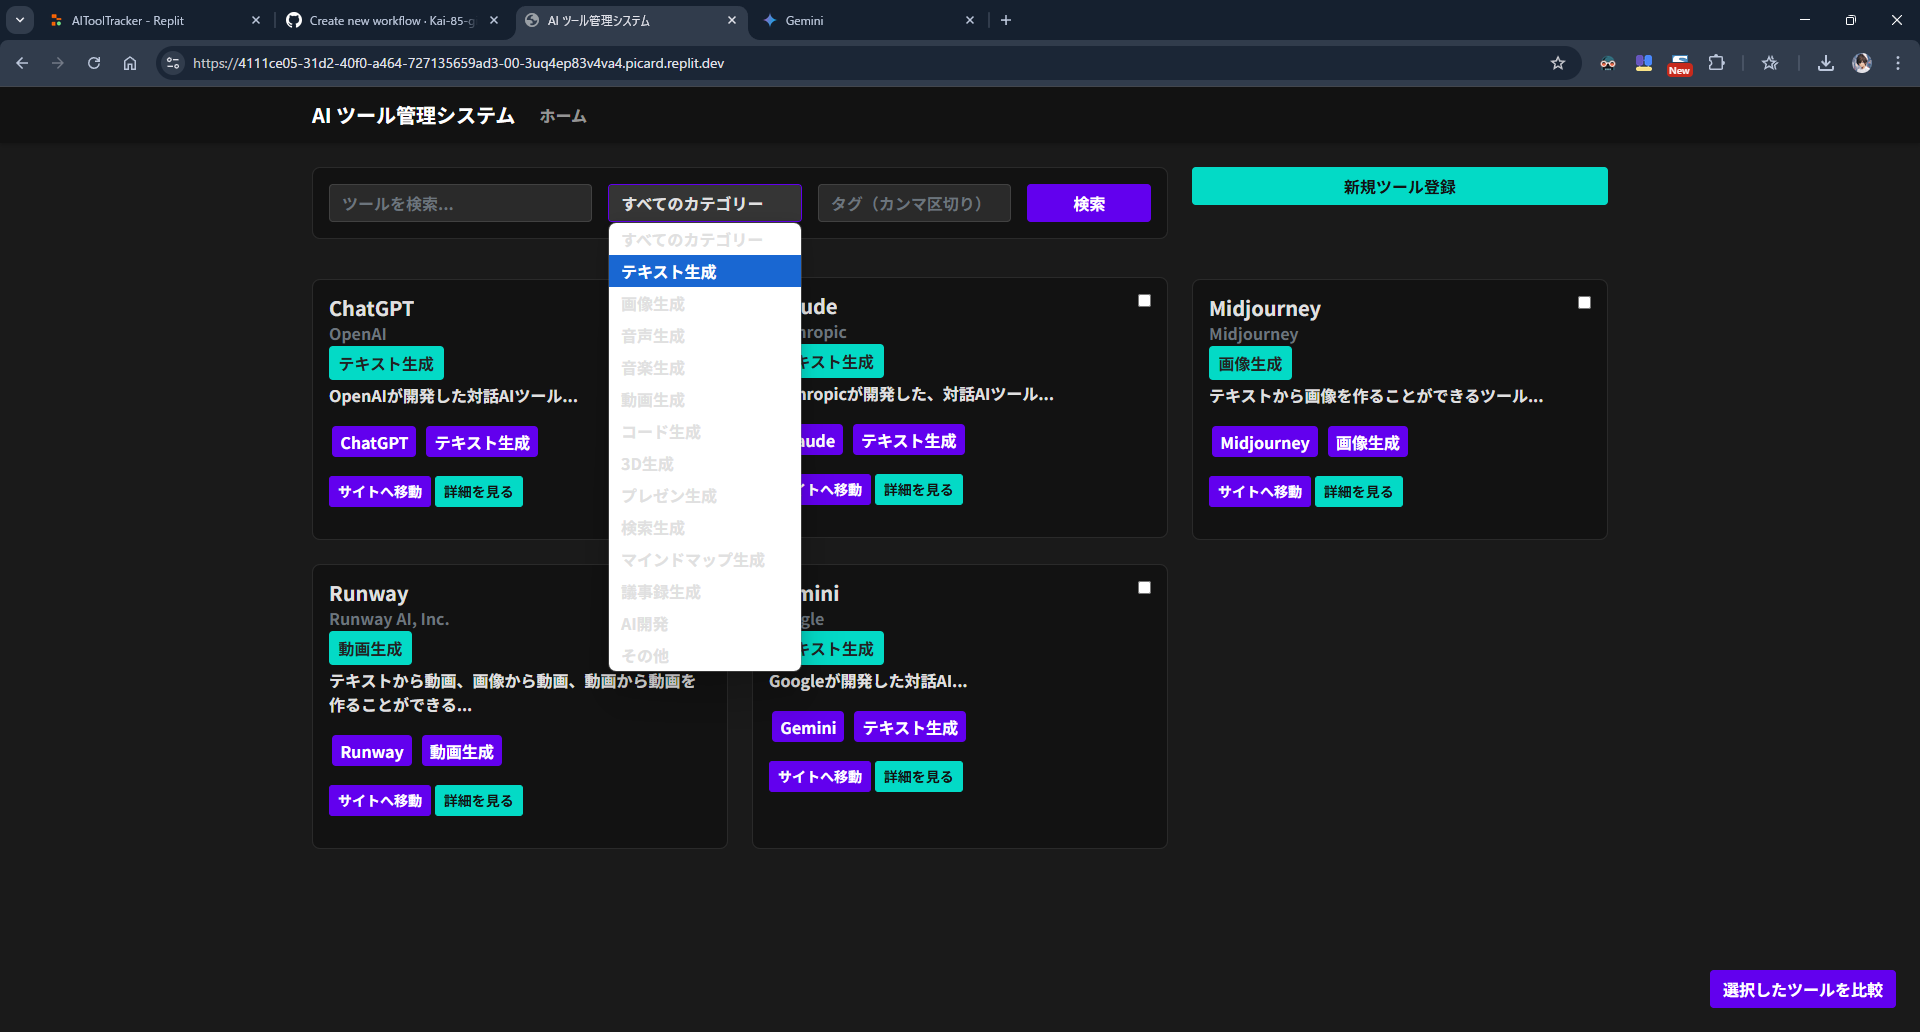 AIToolTracker - Replit
Create new workflow · Kai-85-g
AI ツール管理システム
Gemini
https://4111ce05-31d2-40f0-a464-727135659ad3-00-3uq4ep83v4va4.picard.replit.dev
New
AI ツール管理システム
ホーム
ツールを検索...
すべてのカテゴリー
タグ（カンマ区切り）
検索
新規ツール登録
すべてのカテゴリー
テキスト生成
画像生成
音声生成
音楽生成
動画生成
コード生成
3D生成
プレゼン生成
検索生成
マインドマップ生成
議事録生成
AI開発
その他
ChatGPT
OpenAI
テキスト生成
OpenAIが開発した対話AIツール...
ChatGPT
テキスト生成
サイトへ移動
詳細を見る
ude
hropic
キスト生成
hropicが開発した、対話AIツール...
aude
テキスト生成
イトへ移動
詳細を見る
Midjourney
Midjourney
画像生成
テキストから画像を作ることができるツール...
Midjourney
画像生成
サイトへ移動
詳細を見る
Runway
Runway AI, Inc.
動画生成
テキストから動画、画像から動画、動画から動画を
作ることができる...
Runway
動画生成
サイトへ移動
詳細を見る
mini
gle
キスト生成
Googleが開発した対話AI...
Gemini
テキスト生成
サイトへ移動
詳細を見る
選択したツールを比較